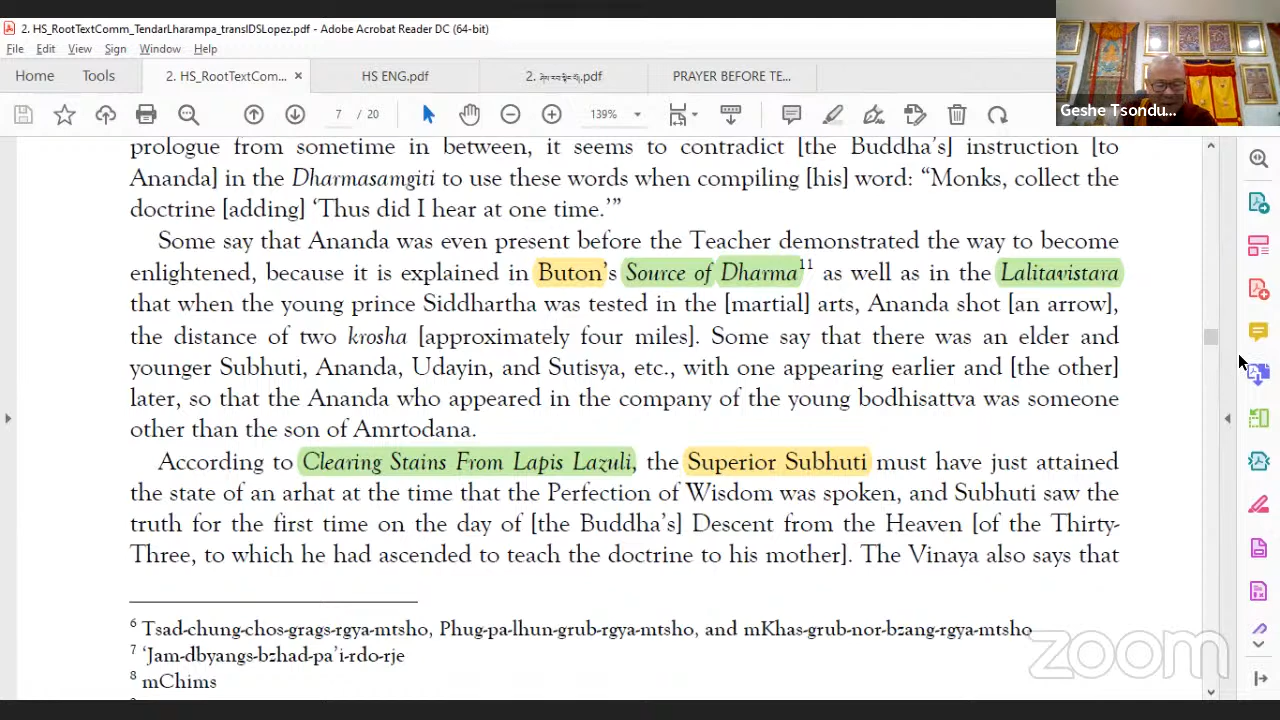 2. HS_RootTextComm_TendarLharampa_transIDSLopez.pdf - Adobe Acrobat Reader DC (64-bit)
File Edit View Sign Window Help
Home Tools 2. HS_RootTextCom... × HS ENG.pdf PRAYER BEFORE TE...
7 / 20 139%
Geshe Tsondu...
prologue from sometime in between, it seems to contradict [the Buddha's] instruction [to
Ananda] in the Dharmasamgiti to use these words when compiling [his] word: “Monks, collect the
doctrine [adding] ‘Thus did I hear at one time.’”
Some say that Ananda was even present before the Teacher demonstrated the way to become
enlightened, because it is explained in Buton's Source of Dharma11 as well as in the Lalitavistara
that when the young prince Siddhartha was tested in the [martial] arts, Ananda shot [an arrow],
the distance of two krosha [approximately four miles]. Some say that there was an elder and
younger Subhuti, Ananda, Udayin, and Sutisya, etc., with one appearing earlier and [the other]
later, so that the Ananda who appeared in the company of the young bodhisattva was someone
other than the son of Amrtodana.
According to Clearing Stains From Lapis Lazuli, the Superior Subhuti must have just attained
the state of an arhat at the time that the Perfection of Wisdom was spoken, and Subhuti saw the
truth for the first time on the day of [the Buddha's] Descent from the Heaven [of the Thirty-
Three, to which he had ascended to teach the doctrine to his mother]. The Vinaya also says that
6 Tsad-chung-chos-grags-rgya-mtsho, Phug-pa-lhun-grub-rgya-mtsho, and mKhas-grub-nor-bzang-rgya-mtsho
7 ‘Jam-dbyangs-bzhad-pa’i-rdo-rje
8 mChims
zoom